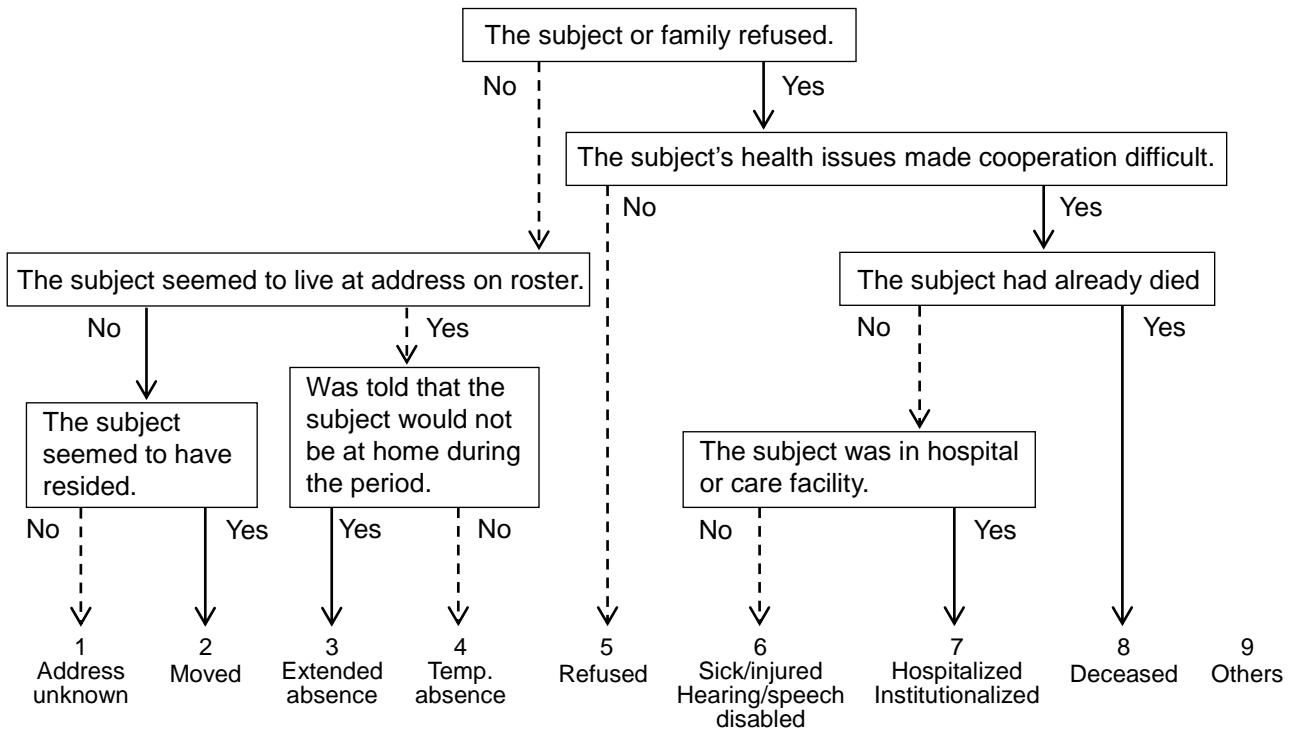 The subject or family refused.
No
Yes
The subject's health issues made cooperation difficult.
No
Yes
The subject seemed to live at address on roster.
The subject had already died
No
Yes
No
Yes
Was told that the
subject would not
be at home during
the period.
The subject
seemed to have
resided.
The subject was in hospital
or care facility.
No
Yes
Yes
No
No
Yes
1
Address
unknown
2
Moved
3
Extended
absence
4
Temp.
absence
5
Refused
6
Sick/injured
Hearing/speech
disabled
7
Hospitalized
Institutionalized
8
Deceased
9
Others